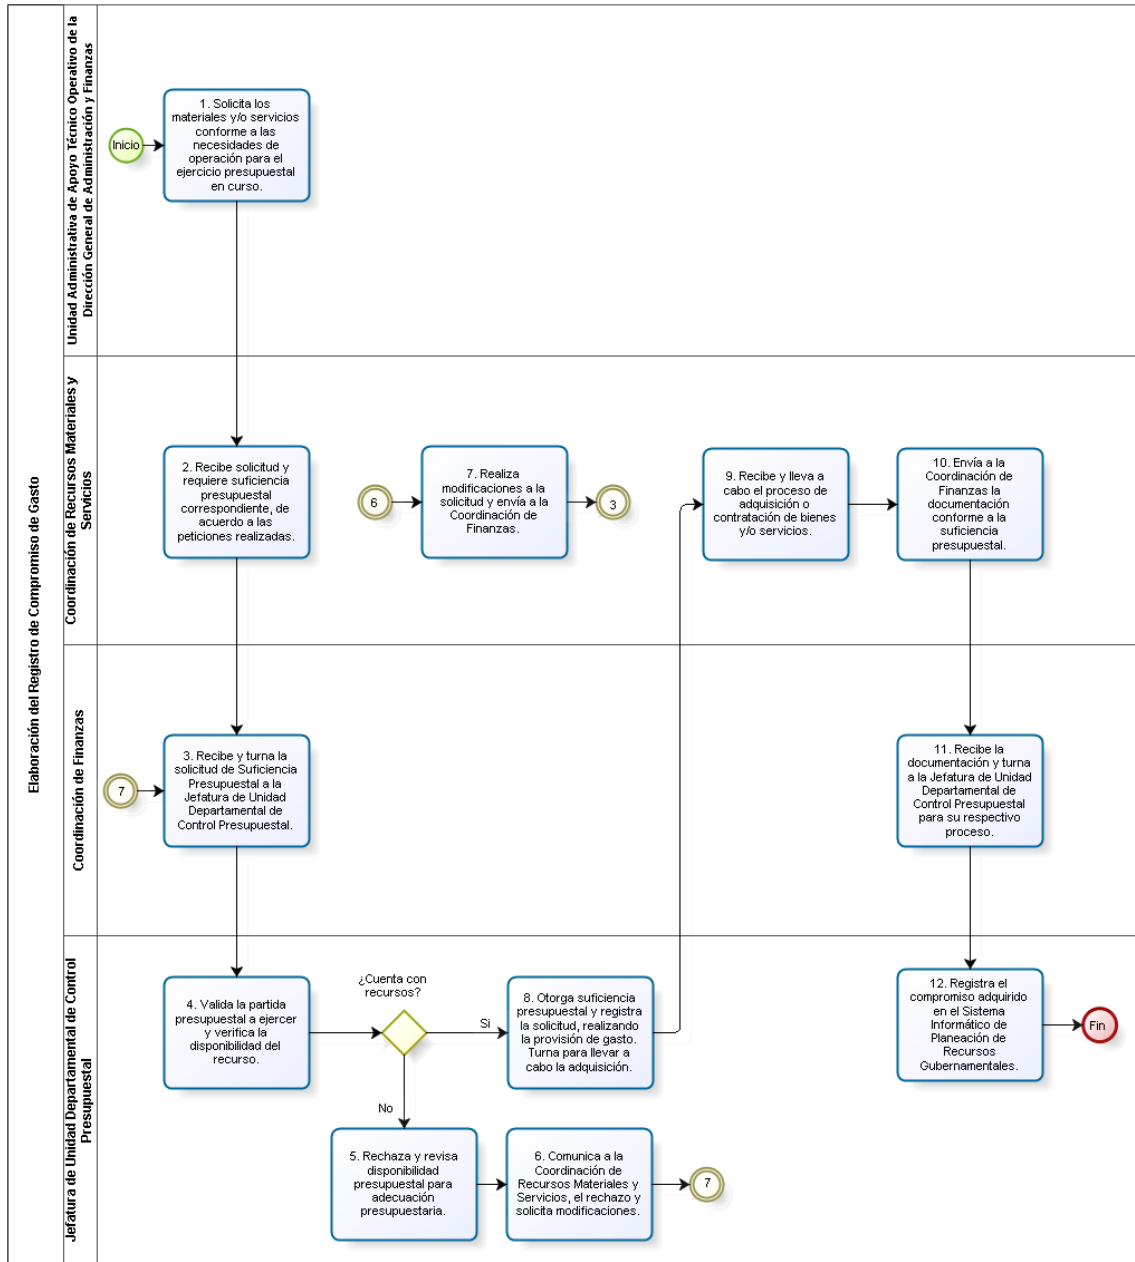 Elaboración del Registro de Compromiso de Gasto
Unidad Administrativa de Apoyo Técnico Operativo de la
Dirección General de Administración y Finanzas
Inicio
1. Solicita los
materiales y/o servicios
conforme a las
necesidades de
operación para el
ejercicio presupuestal
en curso.
Coordinación de Recursos Materiales y
Servicios
2. Recibe solicitud y
requiere suficiencia
presupuestal
correspondiente, de
acuerdo a las
peticiones realizadas.
6
7. Realiza
modificaciones a la
solicitud y envía a la
Coordinación de
Finanzas.
3
9. Recibe y lleva a
cabo el proceso de
adquisición o
contratación de bienes
y/o servicios.
10. Envía a la
Coordinación de
Finanzas la
documentación
conforme a la
suficiencia
presupuestal.
Coordinación de Finanzas
7
3. Recibe y turna la
solicitud de Suficiencia
Presupuestal a la
Jefatura de Unidad
Departamental de
Control Presupuestal.
11. Recibe la
documentación y turna
a la Jefatura de Unidad
Departamental de
Control Presupuestal
para su respectivo
proceso.
Jefatura de Unidad Departamental de Control
Presupuestal
4. Valida la partida
presupuestal a ejercer
y verifica la
disponibilidad del
recurso.
¿Cuenta con
recursos?
Si
No
8. Otorga suficiencia
presupuestal y registra
la solicitud, realizando
la provisión de gasto.
Turna para llevar a
cabo la adquisición.
5. Rechaza y revisa
disponibilidad
presupuestal para
adecuación
presupuestaria.
6. Comunica a la
Coordinación de
Recursos Materiales y
Servicios, el rechazo y
solicita modificaciones.
7
12. Registra el
compromiso adquirido
en el Sistema
Informático de
Planeación de
Recursos
Gubernamentales.
Fin